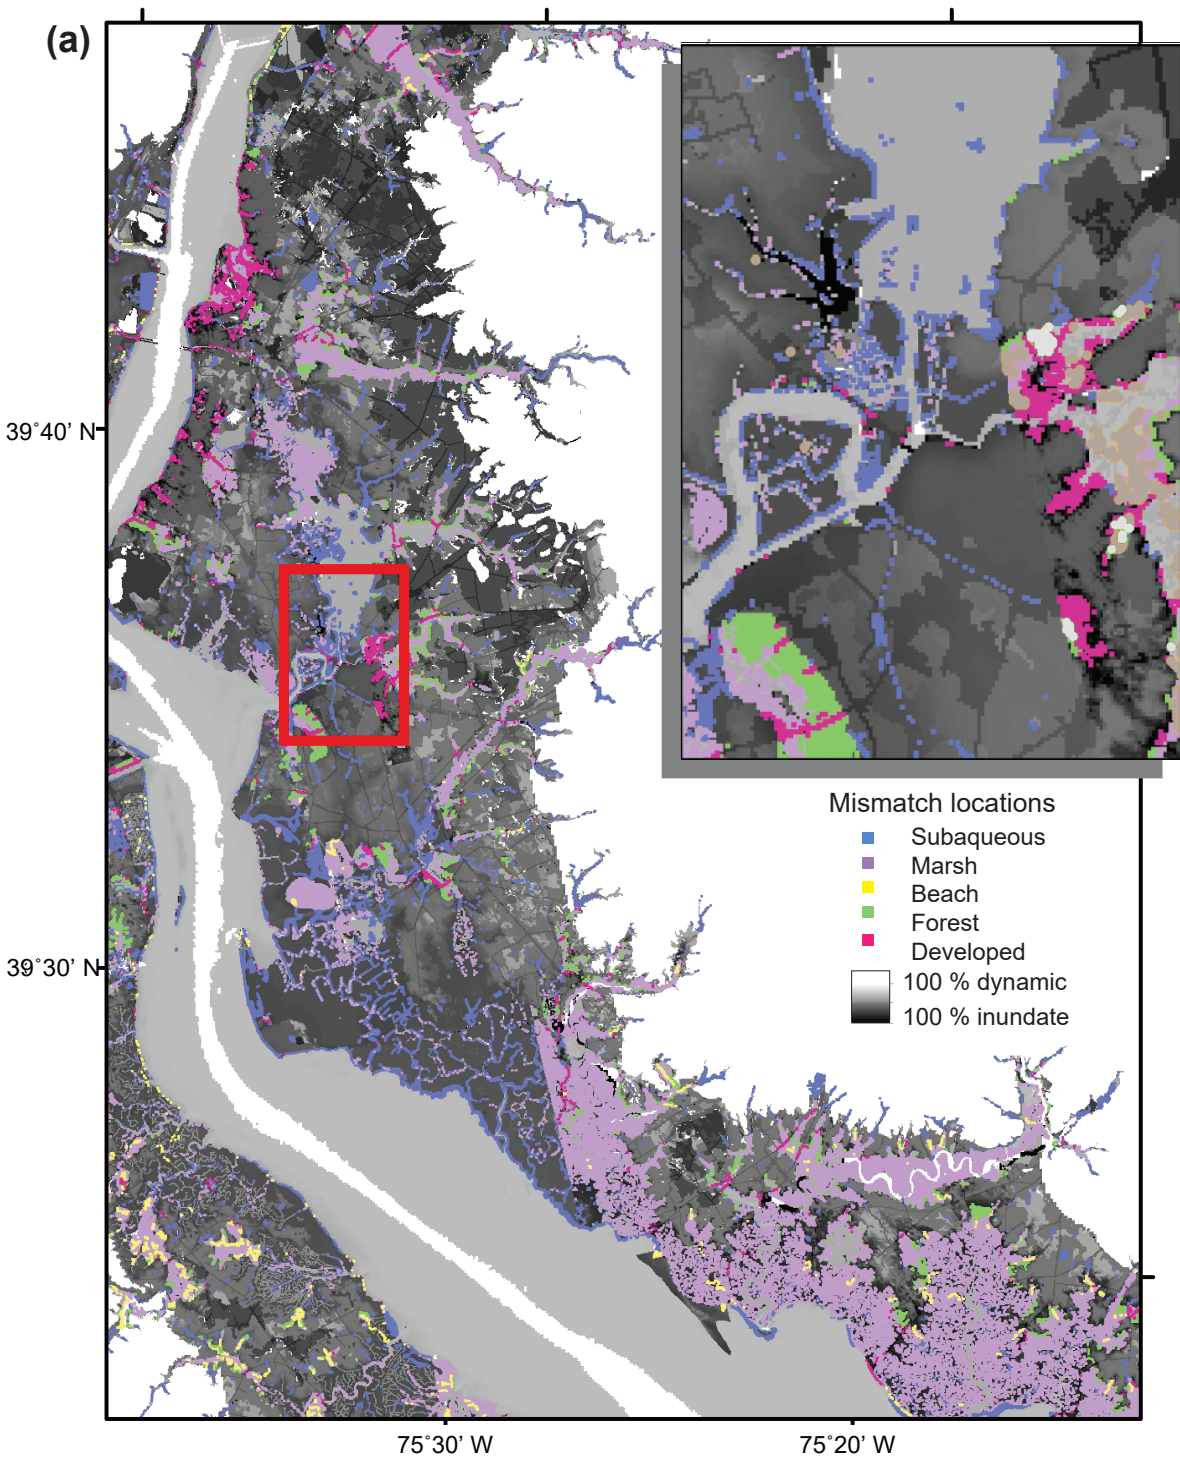 (a)
39˚40’ N
39˚30’ N
Mismatch locations
Subaqueous
Marsh
Beach
Forest
Developed
100 % dynamic
100 % inundate
75˚30’ W
75˚20’ W